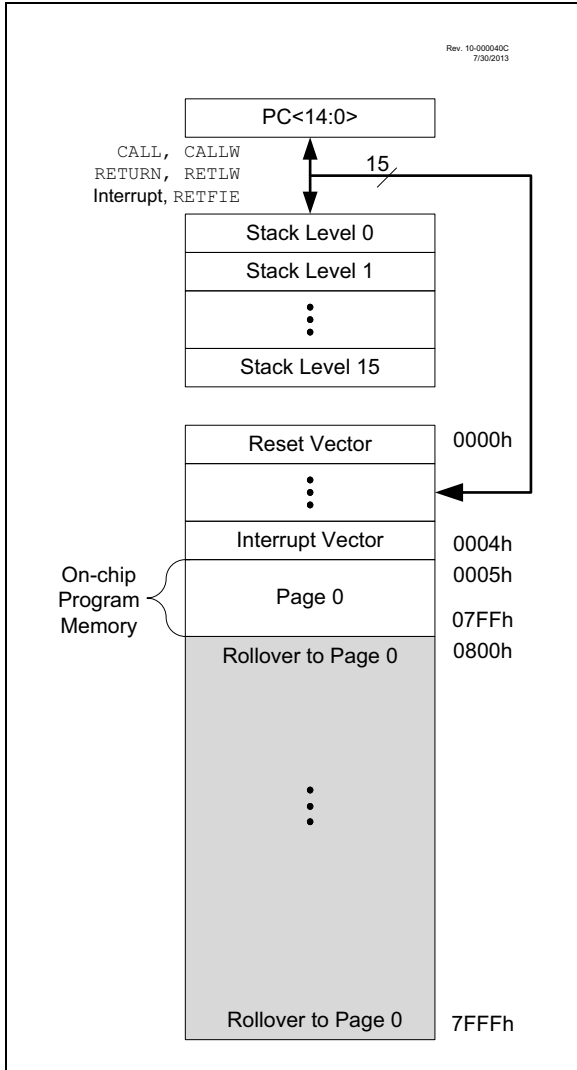 Rev. 10-000040C
7/30/2013
PC<14:0>
CALL, CALLW
RETURN, RETLW
Interrupt, RETFIE
15
Stack Level 0
Stack Level 1
Stack Level 15
Reset Vector
0000h
Interrupt Vector
0004h
On-chip
Program
Memory
0005h
Page 0
07FFh
Rollover to Page 0
0800h
Rollover to Page 0
7FFFh